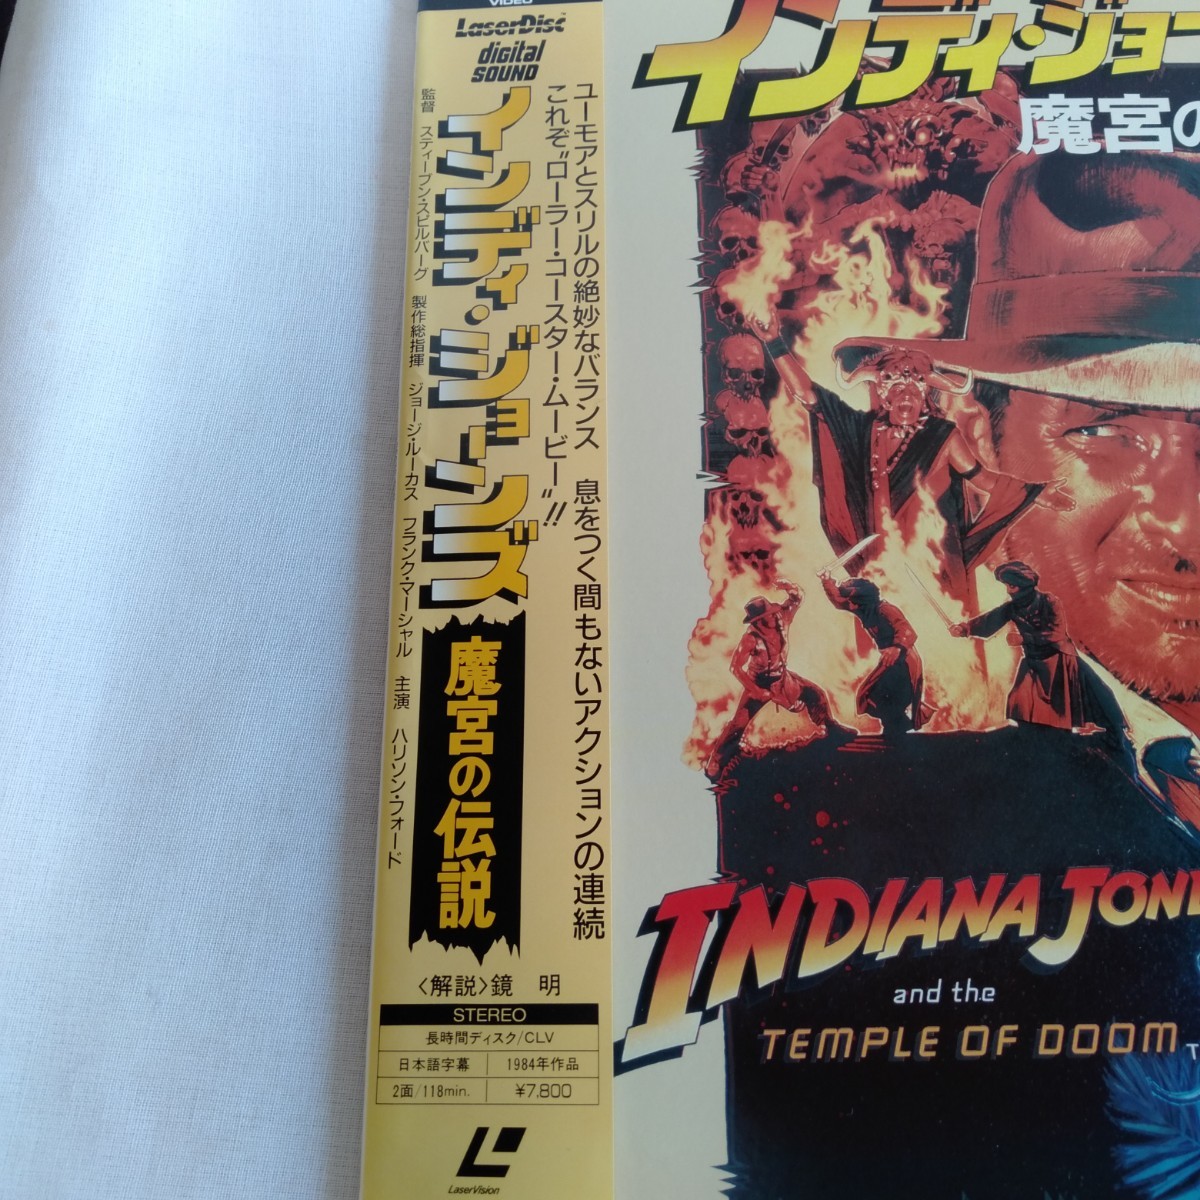 VIDEO
LaserDisc
digital
SOUND
ユーモアとスリルの絶妙なバランス 息をつく間もないアクションの連続
これぞ"ローラー・コースター・ムービー"!!
インディ・ジョーンズ
魔宮の伝説
監督 スティーブン・スピルバーグ 製作総指揮 ジョージ・ルーカス フランク・マーシャル 主演 ハリソン・フォード
〈解説〉鏡 明
STEREO
長時間ディスク/CLV
日本語字幕 1984年作品
2面/118min. ¥7,800
LaserVision
インディ・ジョー
魔宮の
INDIANA JON
and the
TEMPLE OF DOOM